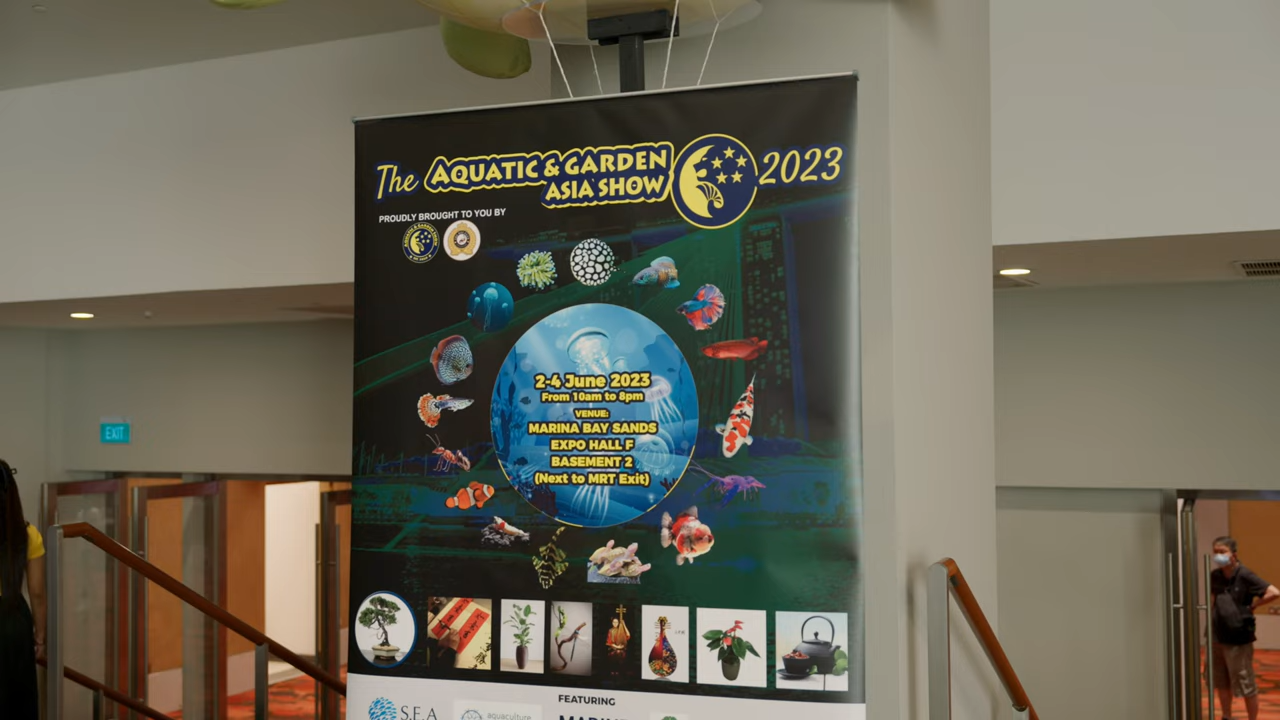 The AQUATIC & GARDEN
ASIA SHOW 2023
PROUDLY BROUGHT TO YOU BY
2-4 June 2023
From 10am to 8pm
VENUE:
MARINA BAY SANDS
EXPO HALL F
BASEMENT 2
(Next to MRT Exit)
EXIT
FEATURING
S.E.A
aquaculture